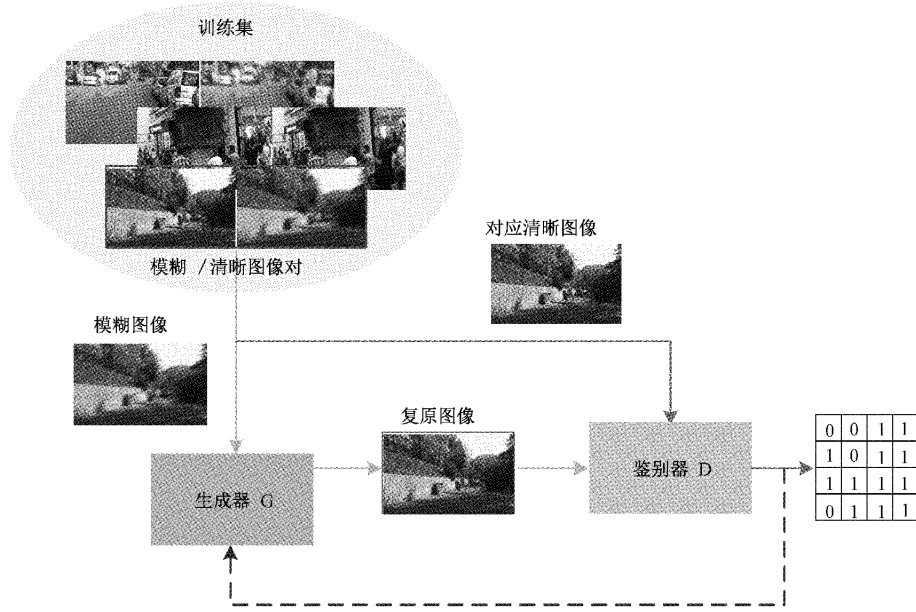 训练集
模糊 /清晰图像对
对应清晰图像
模糊图像
复原图像
生成器 G
鉴别器 D
0 0 1 1
1 0 1 1
1 1 1 1
0 1 1 1